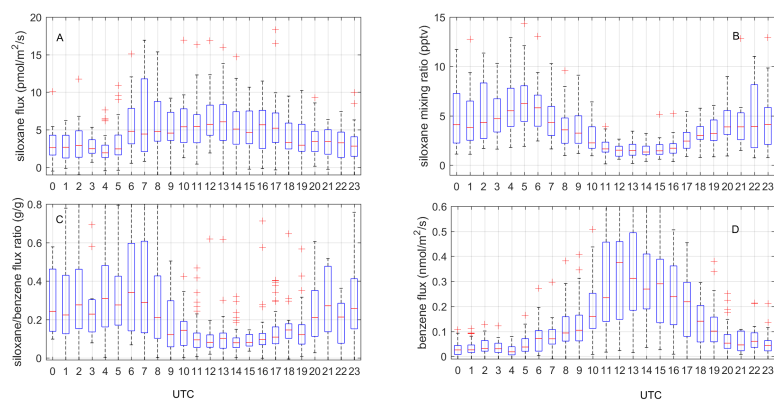 A
siloxane flux (pmol/m²/s)
20
15
10
5
0
0 1 2 3 4 5 6 7 8 9 10 11 12 13 14 15 16 17 18 19 20 21 22 23
B
siloxane mixing ratio (pptv)
15
10
5
0
0 1 2 3 4 5 6 7 8 9 10 11 12 13 14 15 16 17 18 19 20 21 22 23
C
siloxane/benzene flux ratio (g/g)
0.8
0.6
0.4
0.2
0
0 1 2 3 4 5 6 7 8 9 10 11 12 13 14 15 16 17 18 19 20 21 22 23
UTC
D
benzene flux (nmol/m²/s)
0.6
0.5
0.4
0.3
0.2
0.1
0
0 1 2 3 4 5 6 7 8 9 10 11 12 13 14 15 16 17 18 19 20 21 22 23
UTC